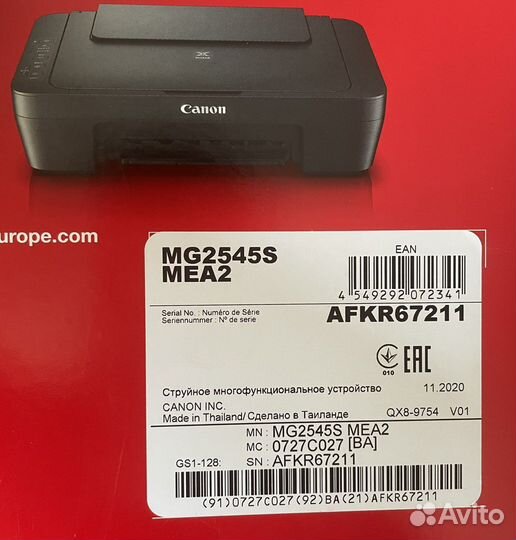 Canon
urope.com
MG2545S
MEA2
EAN
4 549292 072341
Serial No. : Numéro de Série
Seriennummer : Nº de serie
AFKR67211
010
EAC
Струйное многофункциональное устройство 11.2020
CANON INC.
Made in Thailand/ Сделано в Таиланде QX8-9754 V01
MN : MG2545S MEA2
MC : 0727C027 [BA]
GS1-128: SN : AFKR67211
(91)0727C027(92)BA(21)AFKR67211
Avito